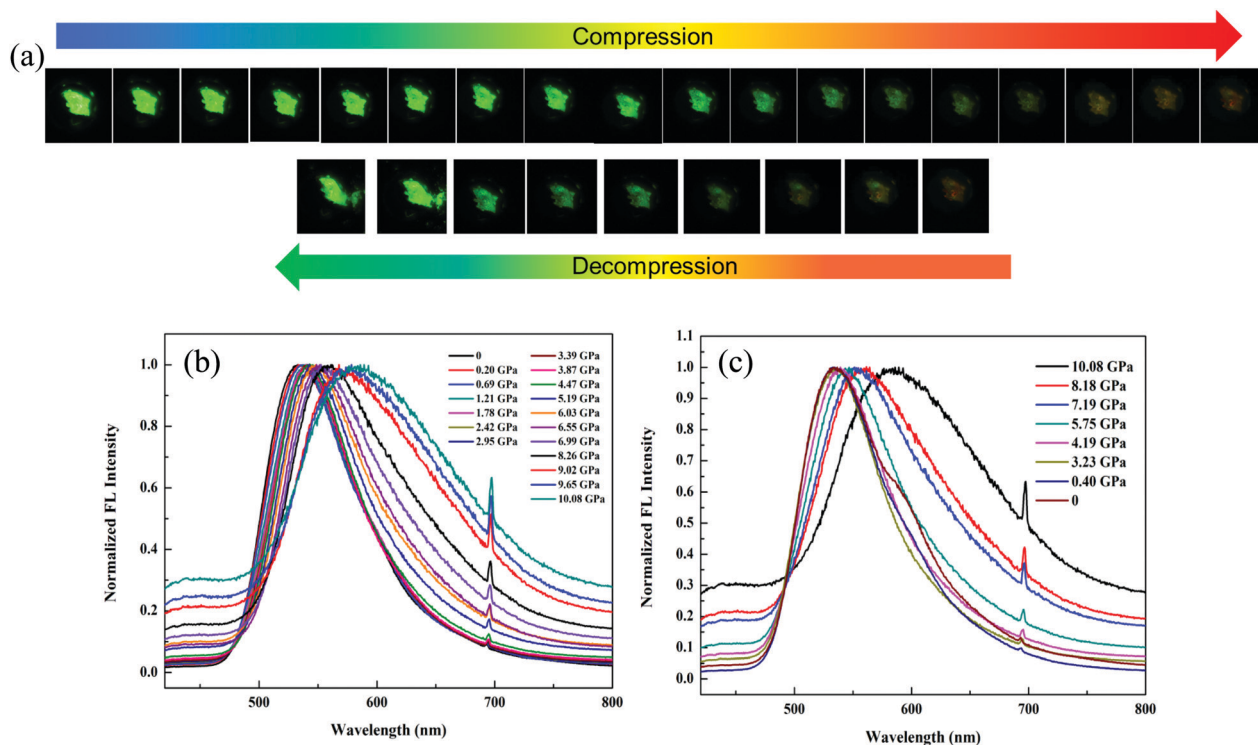 Compression
(a)
Decompression
(b)
1.0
0.8
0.6
0.4
0.2
0.0
Normalized FL Intensity
500
600
700
800
Wavelength (nm)
0
0.20 GPa
0.69 GPa
1.21 GPa
1.78 GPa
2.42 GPa
2.95 GPa
3.39 GPa
3.87 GPa
4.47 GPa
5.19 GPa
6.03 GPa
6.55 GPa
6.99 GPa
8.26 GPa
9.02 GPa
9.65 GPa
10.08 GPa
(c)
1.1
1.0
0.9
0.8
0.7
0.6
0.5
0.4
0.3
0.2
0.1
0.0
Normalized FL Intensity
500
600
700
800
Wavelength (nm)
10.08 GPa
8.18 GPa
7.19 GPa
5.75 GPa
4.19 GPa
3.23 GPa
0.40 GPa
0